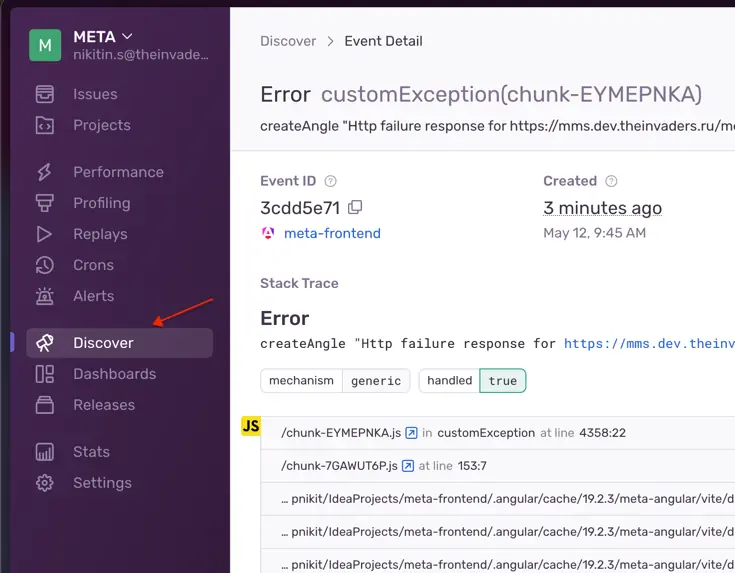 M
META
nikitin.s@theinvade…
Issues
Projects
Performance
Profiling
Replays
Crons
Alerts
Discover
Dashboards
Releases
Stats
Settings
Discover > Event Detail
Error customException(chunk-EYMEPNKA)
createAngle "Http failure response for https://mms.dev.theinvaders.ru/me
Event ID ?
Created ?
3cdd5e71
3 minutes ago
meta-frontend
May 12, 9:45 AM
Stack Trace
Error
createAngle "Http failure response for https://mms.dev.theinv
mechanism generic handled true
JS
/chunk-EYMEPNKA.js in customException at line 4358:22
/chunk-7GAWUT6P.js at line 153:7
… pnikit/IdeaProjects/meta-frontend/.angular/cache/19.2.3/meta-angular/vite/d
… pnikit/IdeaProjects/meta-frontend/.angular/cache/19.2.3/meta-angular/vite/d
… pnikit/IdeaProjects/meta-frontend/.angular/cache/19.2.3/meta-angular/vite/d